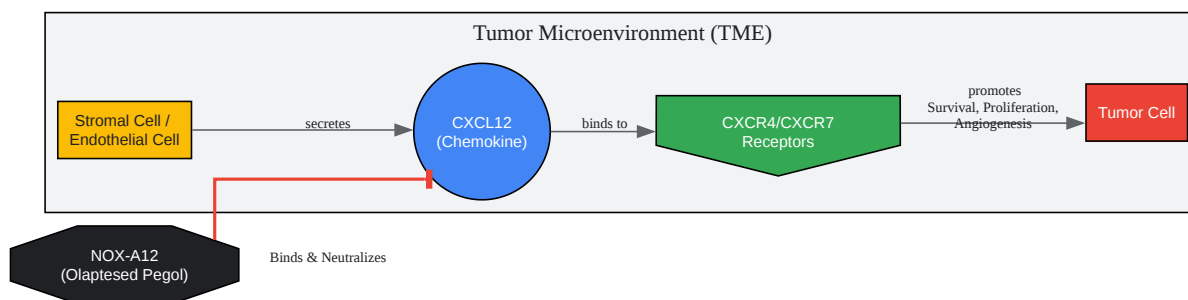 Tumor Microenvironment (TME)
Stromal Cell /
Endothelial Cell
secretes
CXCL12
(Chemokine)
binds to
CXCR4/CXCR7
Receptors
promotes
Survival, Proliferation,
Angiogenesis
Tumor Cell
NOX-A12
(Olaptesed Pegol)
Binds & Neutralizes